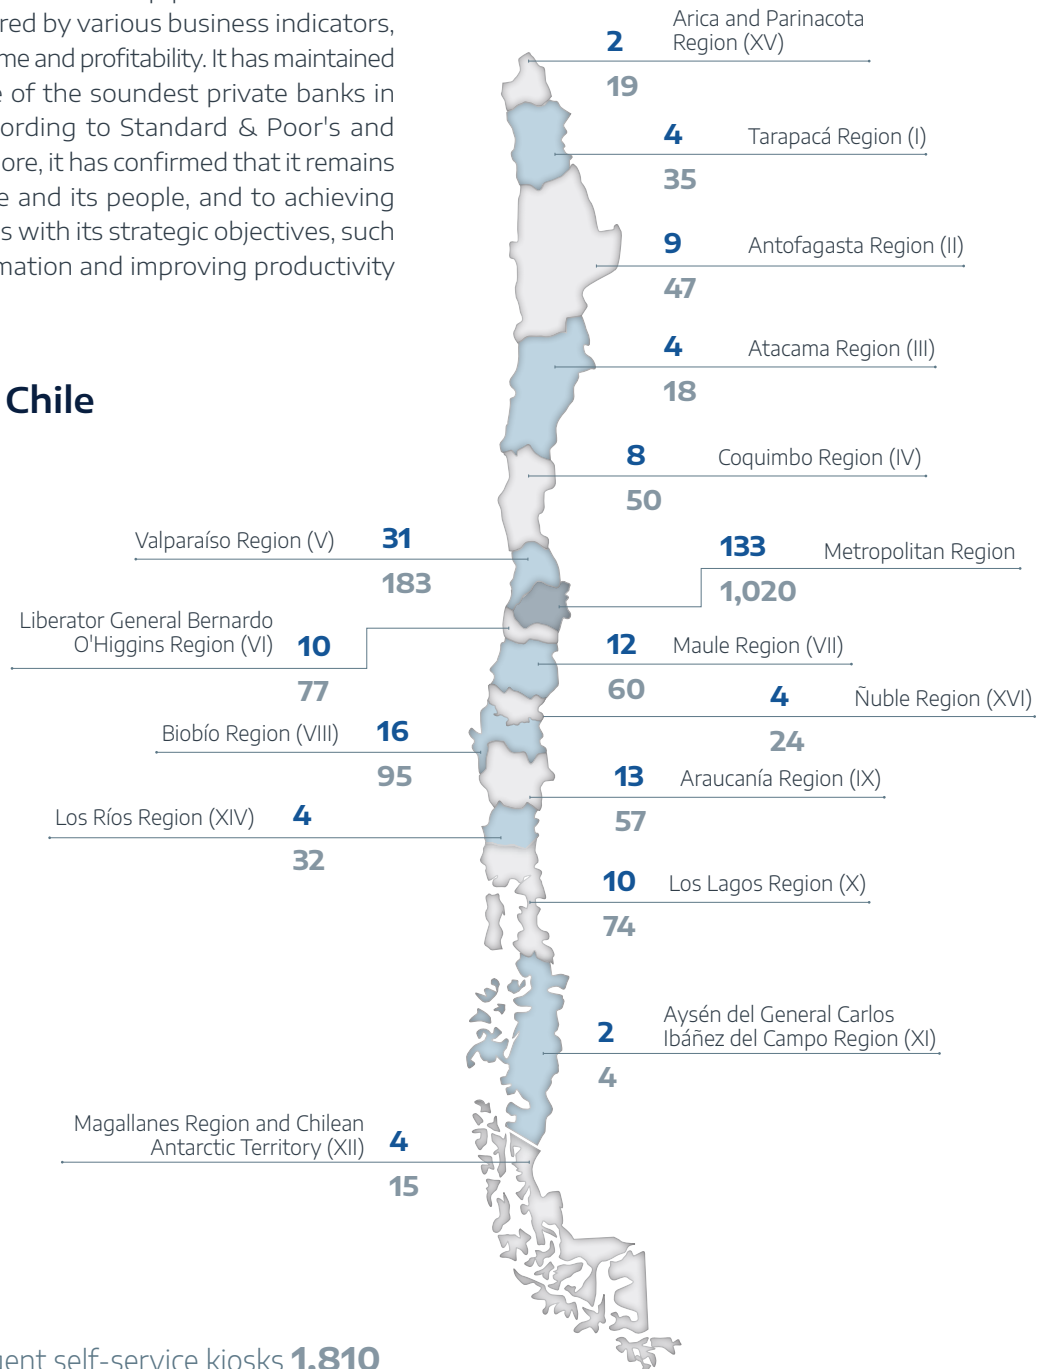 by various business indicators,
and profitability. It has maintained
of the soundest private banks in
to Standard & Poor's and
it has confirmed that it remains
and its people, and to achieving
with its strategic objectives, such
and improving productivity
Chile
2
Arica and Parinacota
Region (XV)
19
4 Tarapacá Region (I)
35
9 Antofagasta Region (II)
47
4 Atacama Region (III)
18
8 Coquimbo Region (IV)
50
Valparaíso Region (V) 31
183
133 Metropolitan Region
1,020
Liberator General Bernardo
O'Higgins Region (VI) 10
77
12 Maule Region (VII)
60
4 Ñuble Region (XVI)
24
Biobío Region (VIII) 16
95
13 Araucanía Region (IX)
57
Los Ríos Region (XIV) 4
32
10 Los Lagos Region (X)
74
2
Aysén del General Carlos
Ibáñez del Campo Region (XI)
4
Magallanes Region and Chilean
Antarctic Territory (XII) 4
15
self-service kiosks 1,810